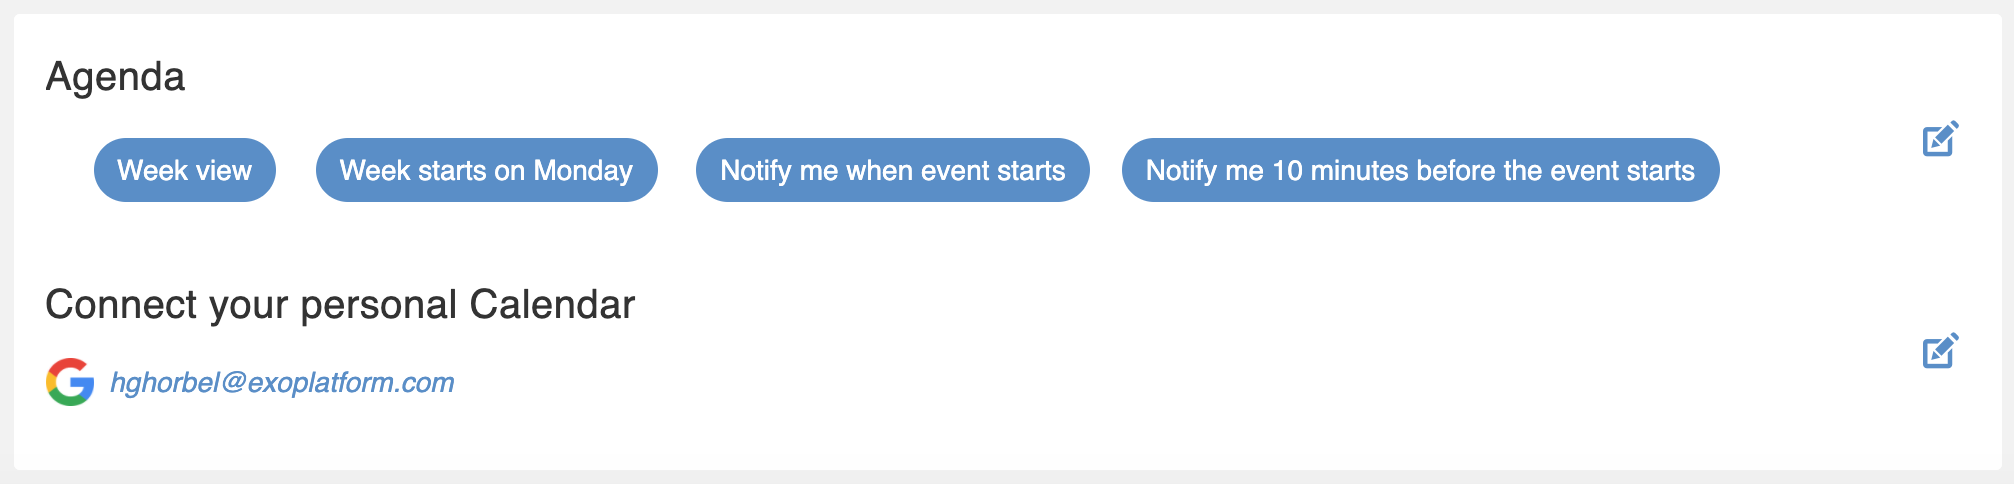 Agenda
Week view Week starts on Monday Notify me when event starts Notify me 10 minutes before the event starts
Connect your personal Calendar
hghorbel@exoplatform.com